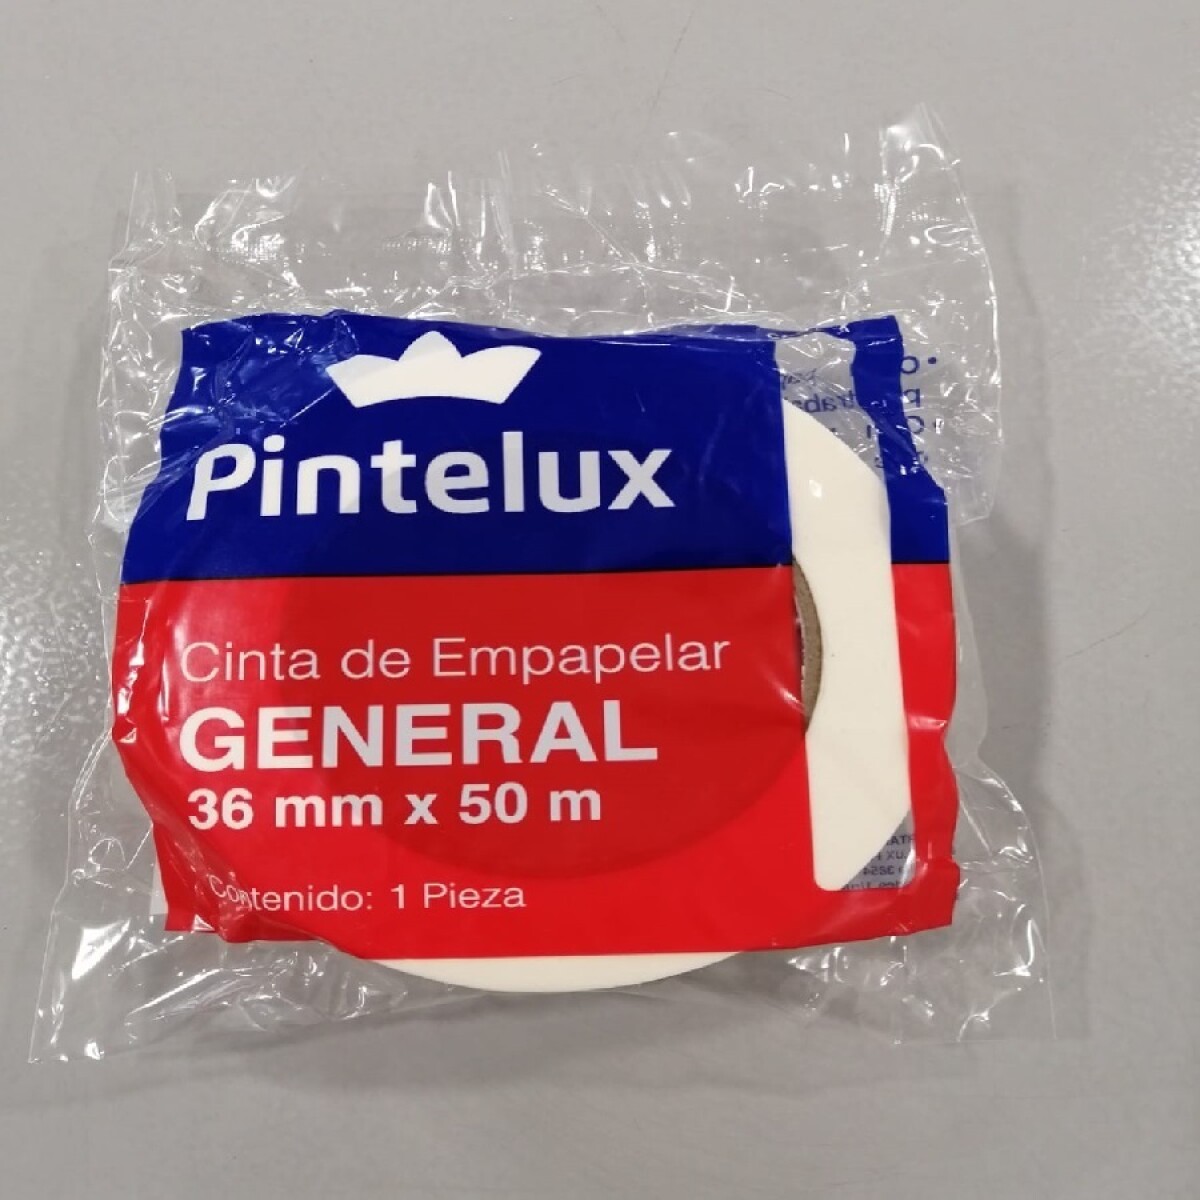 Pintelux
Cinta de Empapelar
GENERAL
36 mm x 50 m
Contenido: 1 Pieza